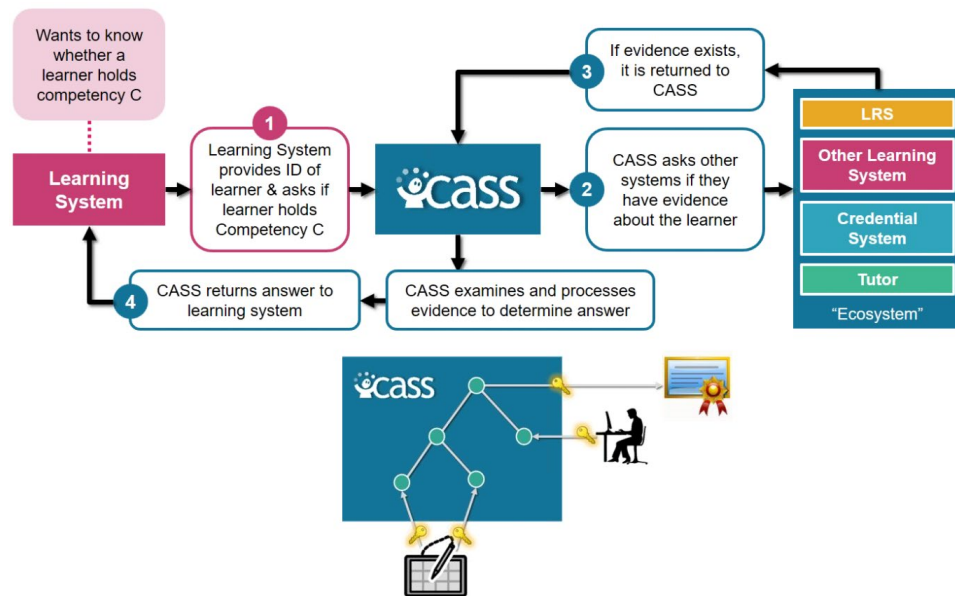 Wants to know
whether a
learner holds
competency C
Learning
System
1
Learning System
provides ID of
learner & asks if
learner holds
Competency C
cass
3
If evidence exists,
it is returned to
CASS
2
CASS asks other
systems if they
have evidence
about the learner
LRS
Other Learning
System
Credential
System
Tutor
“Ecosystem”
4
CASS returns answer to
learning system
CASS examines and processes
evidence to determine answer
cass